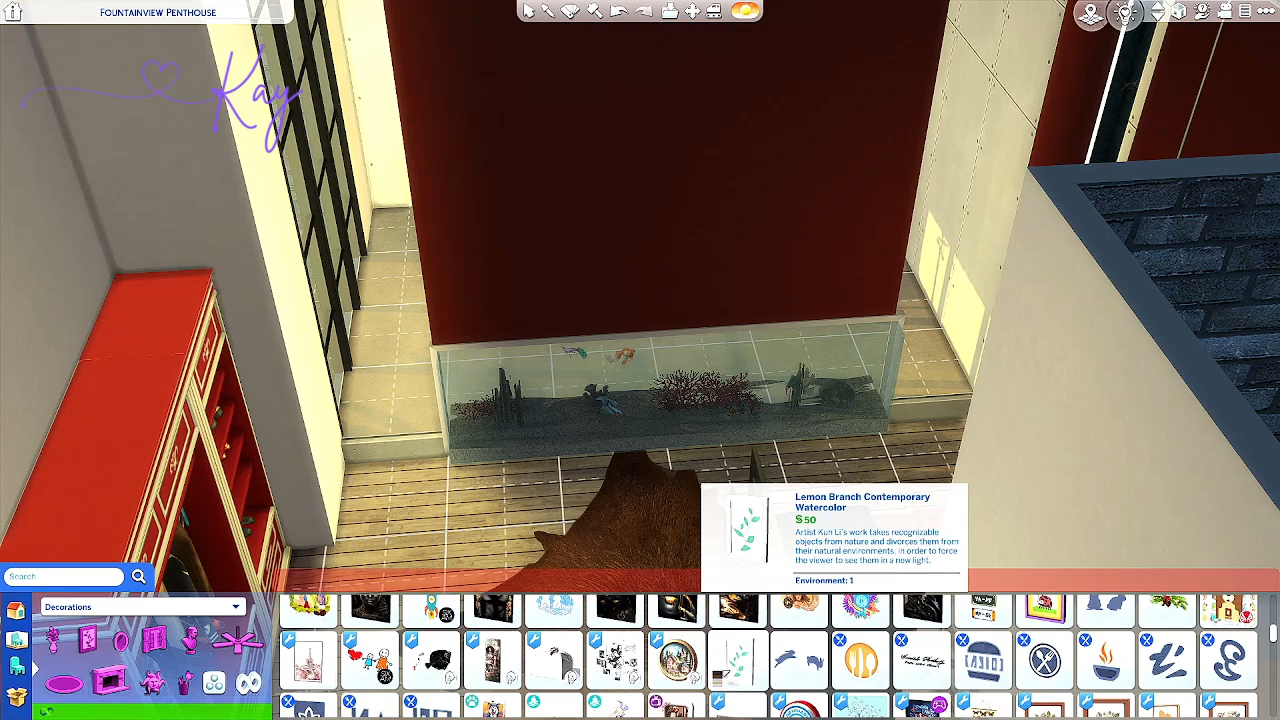 Fountainview Penthouse
Kay
Lemon Branch Contemporary
Watercolor
§50
Artist Kun Li's work takes recognizable
objects from nature and divorces them from
their natural environments, in order to force
the viewer to see them in a new light.
Environment: 1
Search
Decorations